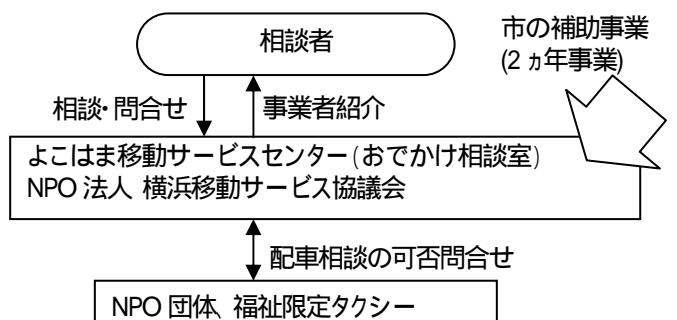 相談者
市の補助事業
(2ヵ年事業)
相談・問合せ
事業者紹介
よこはま移動サービスセンター(おでかけ相談室)
NPO法人 横浜移動サービス協議会
配車相談の可否問合せ
NPO団体、福祉限定タクシー